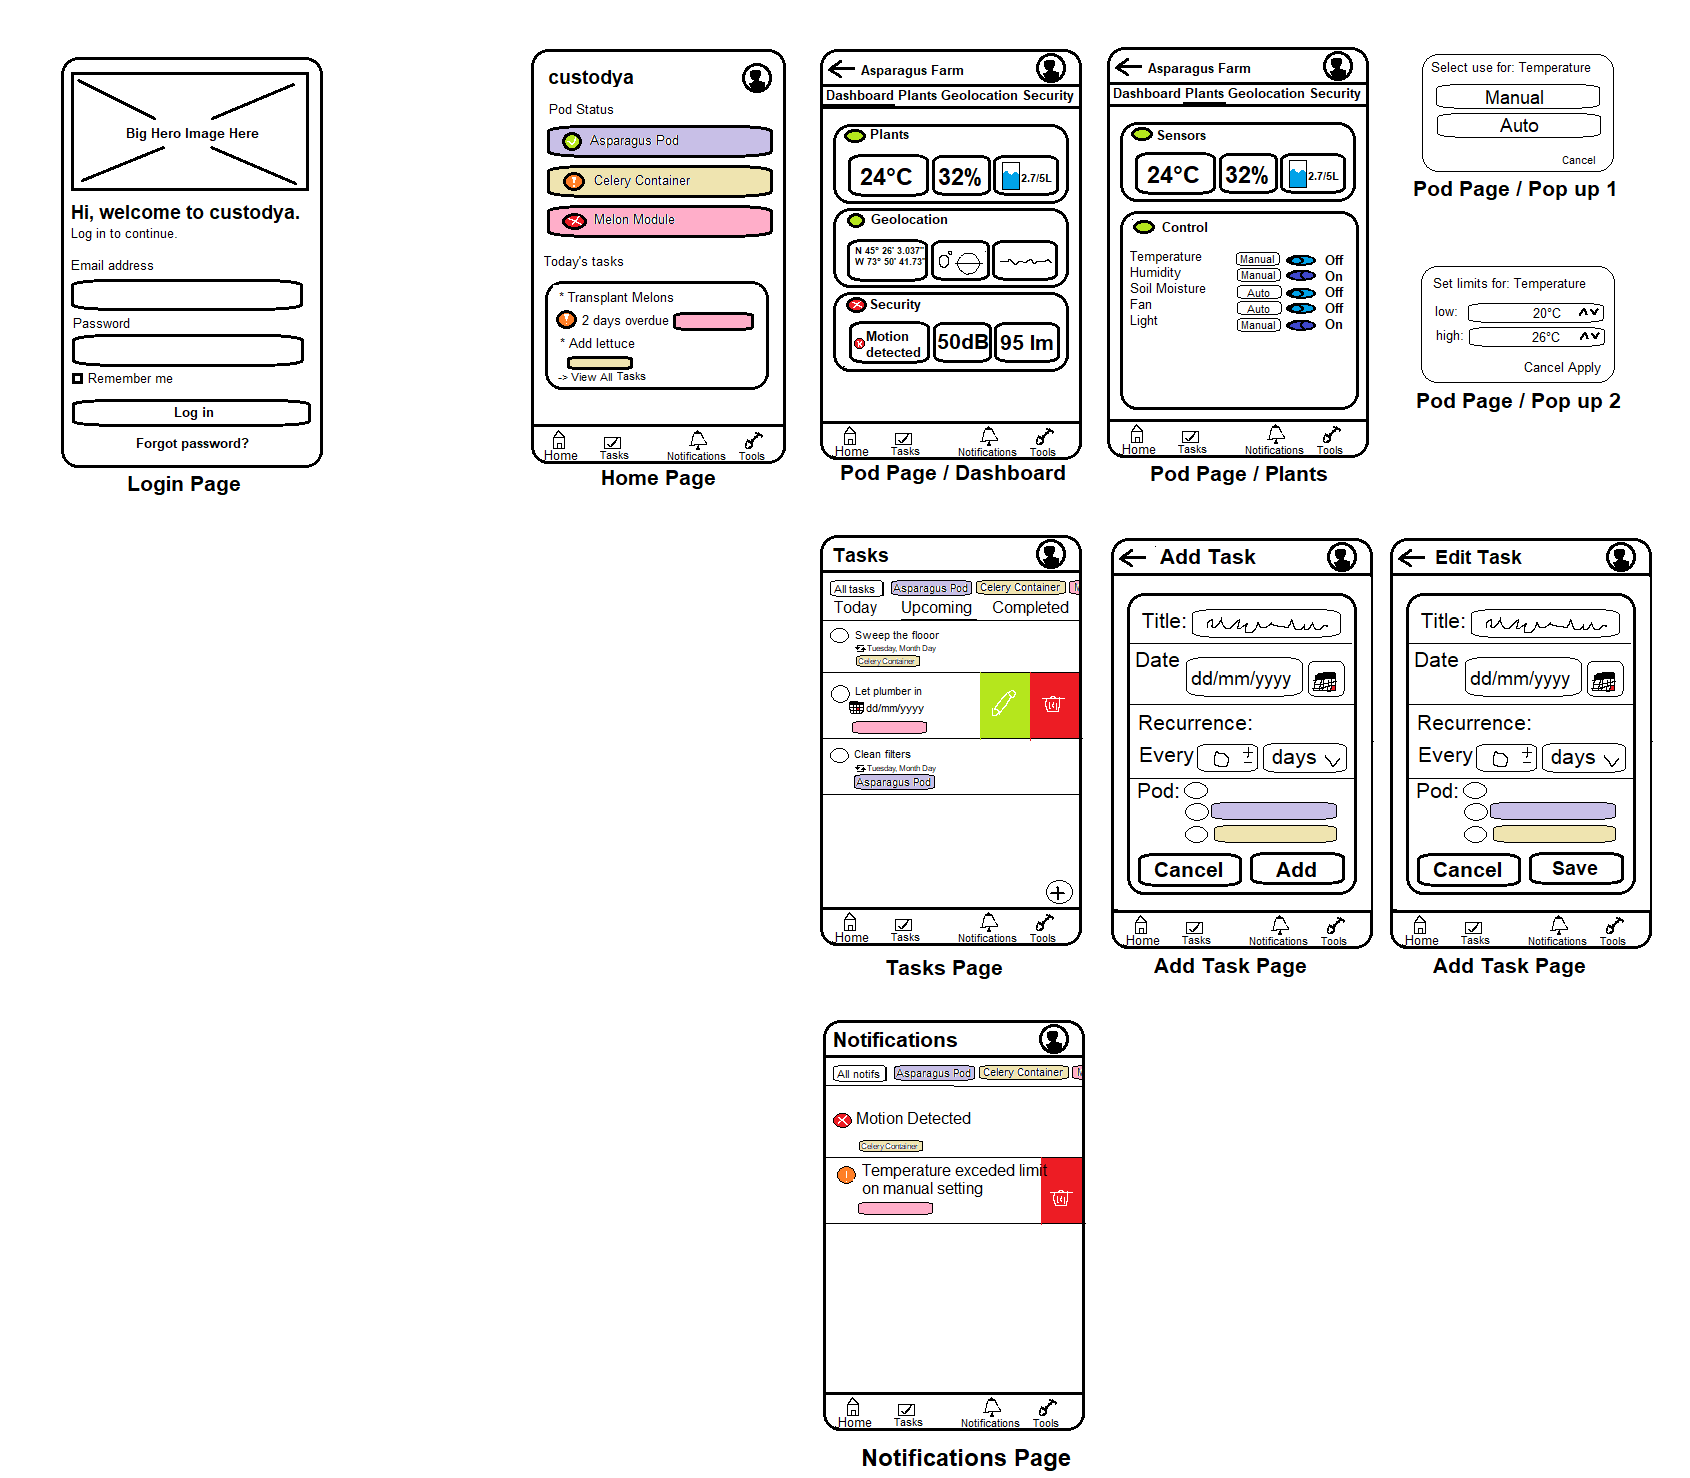 Big Hero Image Here
Hi, welcome to custodya.
Log in to continue.
Email address
Password
Remember me
Log in
Forgot password?
Login Page
custodya
Pod Status
Asparagus Pod
Celery Container
Melon Module
Today's tasks
* Transplant Melons
2 days overdue
* Add lettuce
-> View All Tasks
Home Tasks Notifications Tools
Home Page
Asparagus Farm
Dashboard Plants Geolocation Security
Plants
24°C 32% 2.7/5L
Geolocation
N 45° 26' 3.037"
W 73° 50' 41.73"
0°
Security
Motion
detected
50dB 95 lm
Home Tasks Notifications Tools
Pod Page / Dashboard
Asparagus Farm
Dashboard Plants Geolocation Security
Sensors
24°C 32% 2.7/5L
Control
Temperature Manual Off
Humidity Manual On
Soil Moisture Auto Off
Fan Auto Off
Light Manual On
Home Tasks Notifications Tools
Pod Page / Plants
Select use for: Temperature
Manual
Auto
Cancel
Pod Page / Pop up 1
Set limits for: Temperature
low: 20°C
high: 26°C
Cancel Apply
Pod Page / Pop up 2
Tasks
All tasks Asparagus Pod Celery Container
Today Upcoming Completed
Sweep the flooor
Tuesday, Month Day
Celery Container
Let plumber in
dd/mm/yyyy
Clean filters
Tuesday, Month Day
Asparagus Pod
Home Tasks Notifications Tools
Tasks Page
Add Task
Title:
Date dd/mm/yyyy
Recurrence:
Every 0 days
Pod:
Cancel Add
Home Tasks Notifications Tools
Add Task Page
Edit Task
Title:
Date dd/mm/yyyy
Recurrence:
Every 0 days
Pod:
Cancel Save
Home Tasks Notifications Tools
Add Task Page
Notifications
All notifs Asparagus Pod Celery Container
Motion Detected
Celery Container
Temperature exceded limit
on manual setting
Home Tasks Notifications Tools
Notifications Page